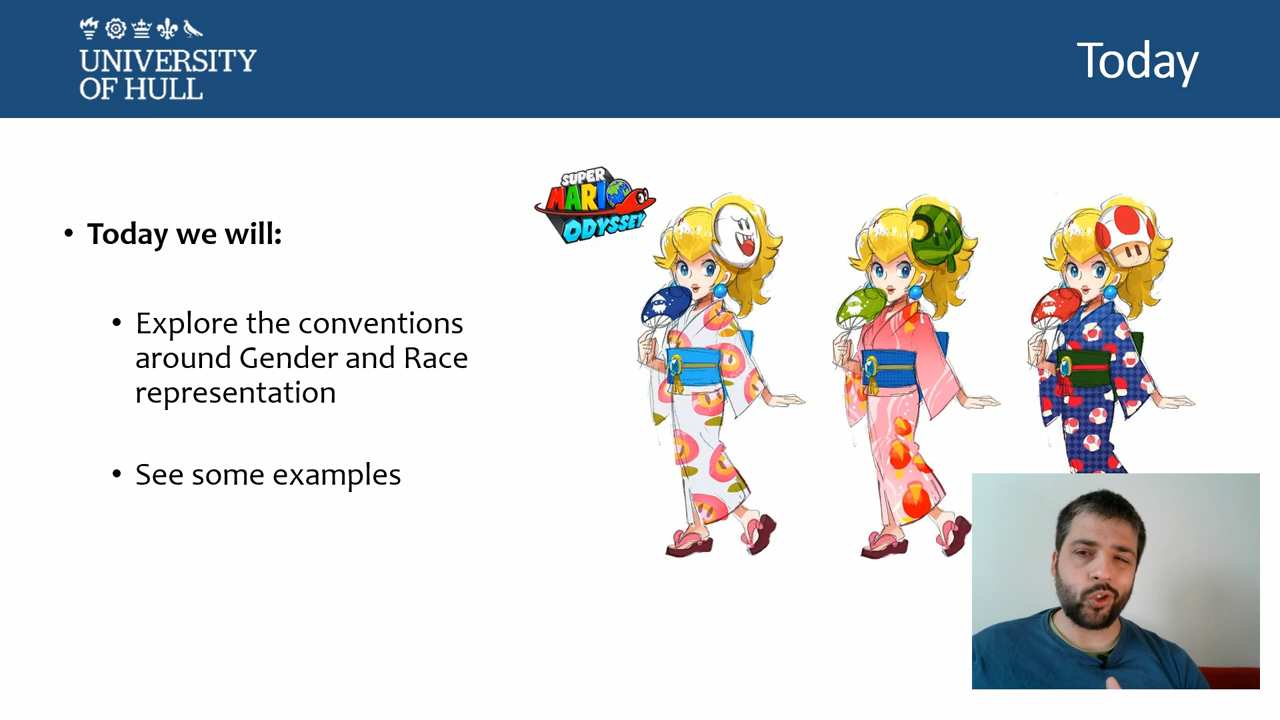 UNIVERSITY
OF HULL
Today
SUPER
MARIO
ODYSSEY
• Today we will:
• Explore the conventions
around Gender and Race
representation
• See some examples